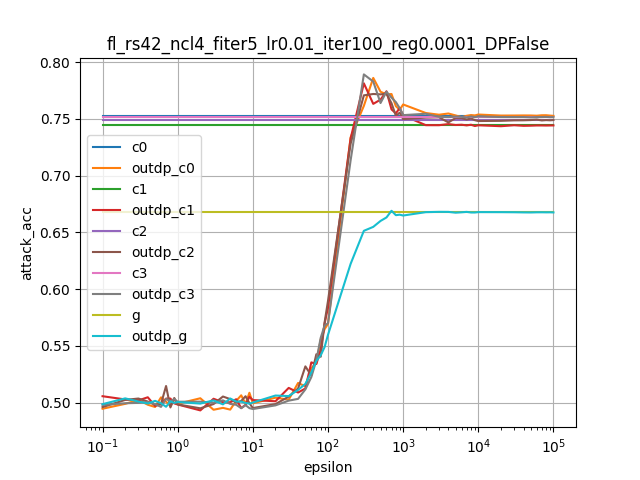 fl_rs42_ncl4_fiter5_lr0.01_iter100_reg0.0001_DPFalse
0.80
0.75
0.70
0.65
0.60
0.55
0.50
attack_acc
c0
outdp_c0
c1
outdp_c1
c2
outdp_c2
c3
outdp_c3
g
outdp_g
10⁻¹ 10⁰ 10¹ 10² 10³ 10⁴ 10⁵
epsilon